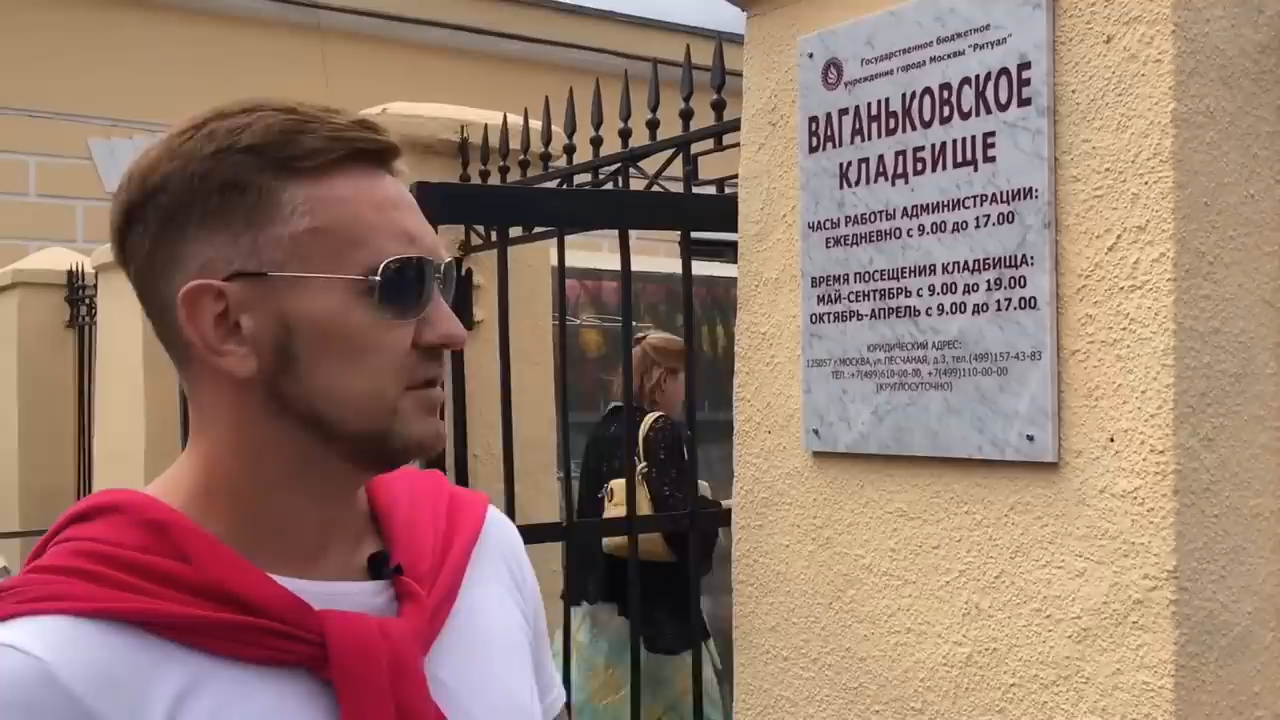 Государственное бюджетное
учреждение города Москвы "Ритуал"
ВАГАНЬКОВСКОЕ
КЛАДБИЩЕ
ЧАСЫ РАБОТЫ АДМИНИСТРАЦИИ:
ЕЖЕДНЕВНО с 9.00 до 17.00
ВРЕМЯ ПОСЕЩЕНИЯ КЛАДБИЩА:
МАЙ-СЕНТЯБРЬ с 9.00 до 19.00
ОКТЯБРЬ-АПРЕЛЬ с 9.00 до 17.00
ЮРИДИЧЕСКИЙ АДРЕС:
125057 г.МОСКВА,ул.ПЕСЧАНАЯ, д.3, тел.(499)157-43-83
ТЕЛ.:+7(499)610-00-00, +7(499)110-00-00
(КРУГЛОСУТОЧНО)